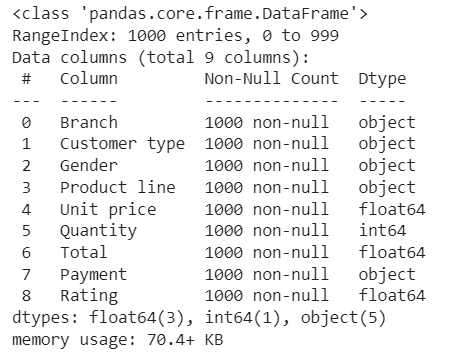 <class 'pandas.core.frame.DataFrame'>
RangeIndex: 1000 entries, 0 to 999
Data columns (total 9 columns):
 #   Column         Non-Null Count  Dtype
---  ------         --------------  -----
 0   Branch         1000 non-null   object
 1   Customer type  1000 non-null   object
 2   Gender         1000 non-null   object
 3   Product line   1000 non-null   object
 4   Unit price     1000 non-null   float64
 5   Quantity       1000 non-null   int64
 6   Total          1000 non-null   float64
 7   Payment        1000 non-null   object
 8   Rating         1000 non-null   float64
dtypes: float64(3), int64(1), object(5)
memory usage: 70.4+ KB